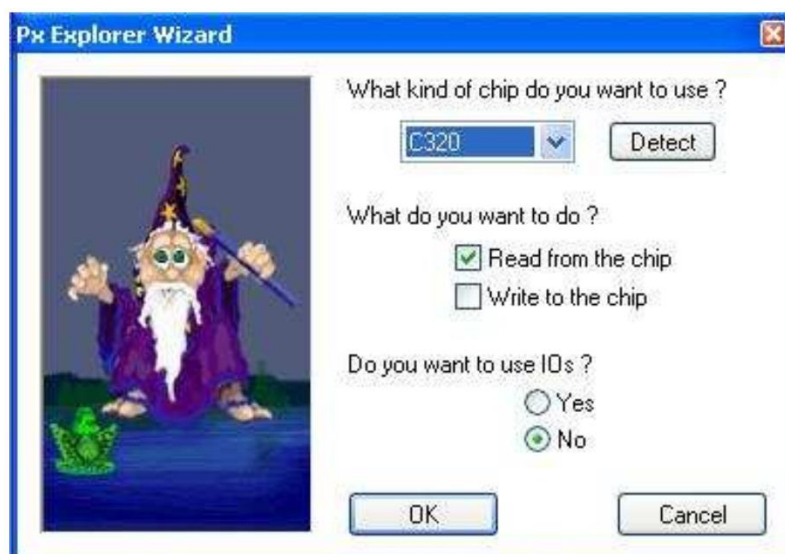 Px Explorer Wizard
What kind of chip do you want to use ?
C320
Detect
What do you want to do ?
Read from the chip
Write to the chip
Do you want to use IOs ?
Yes
No
OK
Cancel